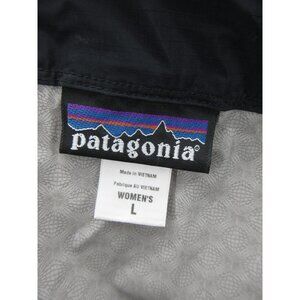 patagonia®
Made in VIETNAM
Fabriqué AU VIETNAM
WOMEN'S
L